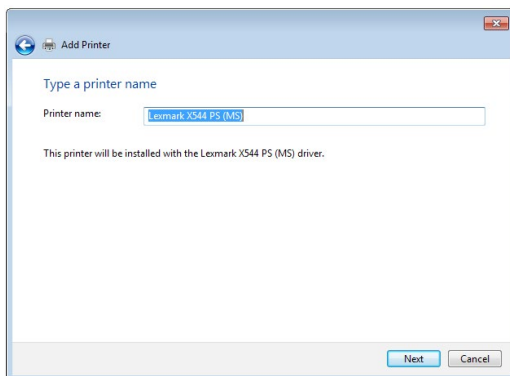 Add Printer
Type a printer name
Printer name: Lexmark X544 PS (MS)
This printer will be installed with the Lexmark X544 PS (MS) driver.
Next Cancel